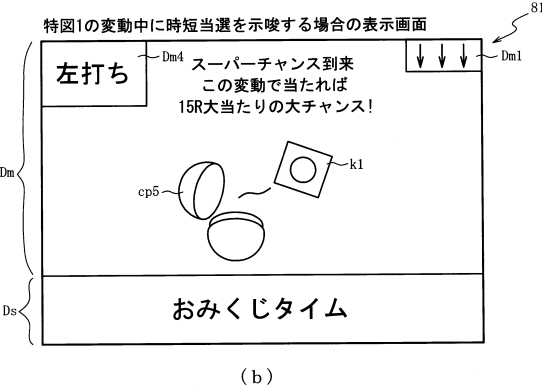 特図1の変動中に時短当選を示唆する場合の表示画面
81
左打ち
Dm4
スーパーチャンス到来
この変動で当たれば
15R大当たりの大チャンス!
Dm1
Dm
cp5
k1
Ds
おみくじタイム
(b)